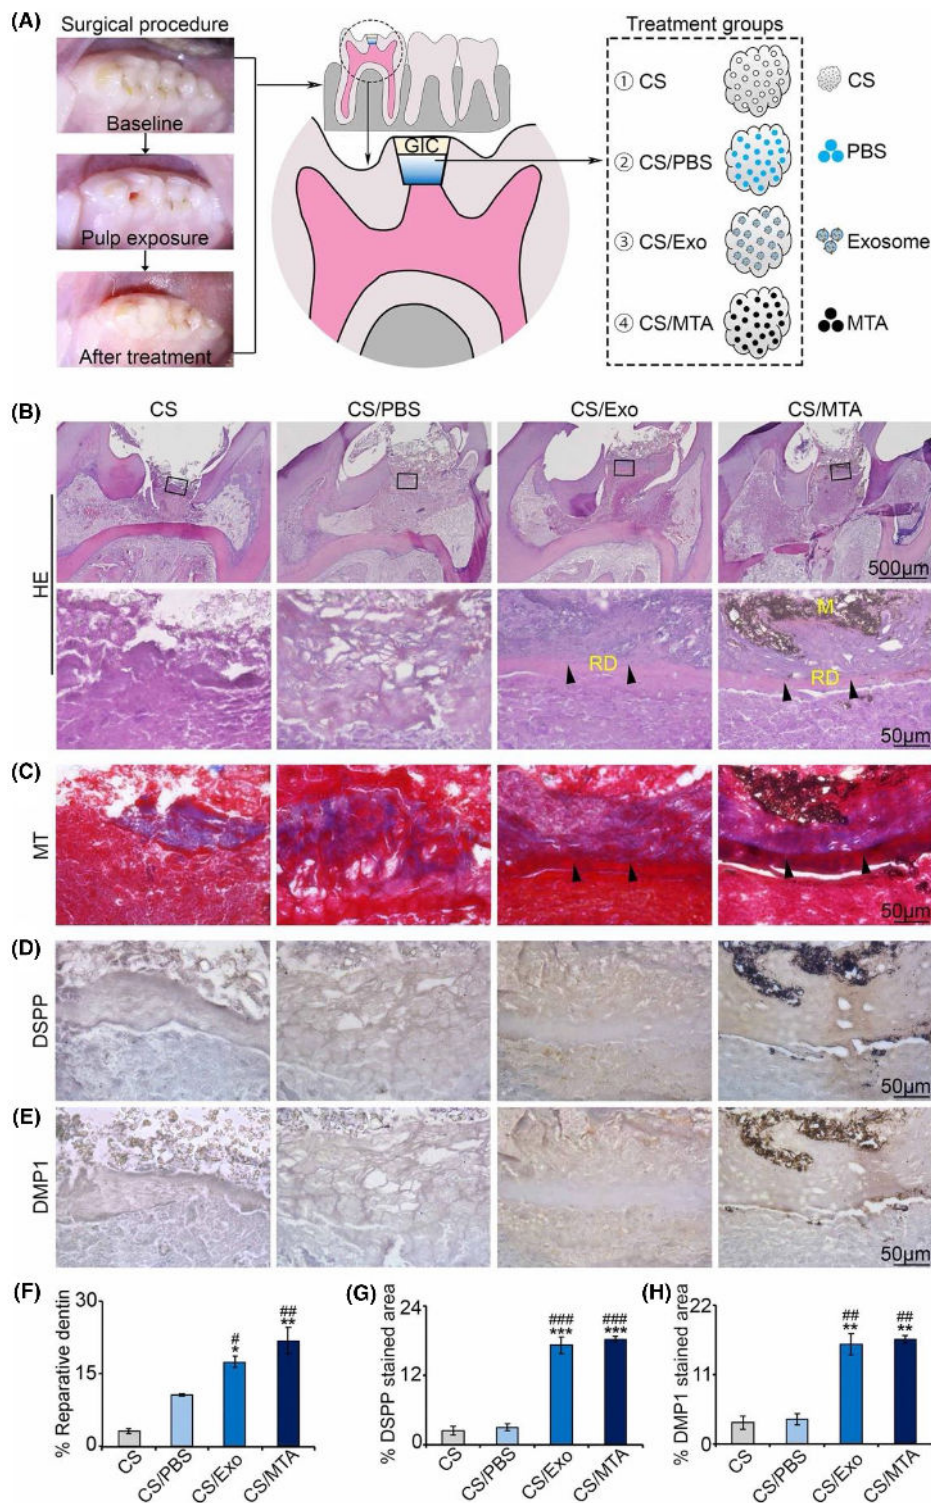 (A) Surgical procedure
Treatment groups
Baseline
Pulp exposure
After treatment
GIC
① CS
CS
② CS/PBS
PBS
③ CS/Exo
Exosome
④ CS/MTA
MTA
(B) CS CS/PBS CS/Exo CS/MTA
HE
500μm
M
RD
RD
50μm
(C)
MT
50μm
(D)
DSPP
50μm
(E)
DMP1
50μm
(F)
% Reparative dentin
30
15
0
#
*
##
**
CS CS/PBS CS/Exo CS/MTA
(G)
% DSPP stained area
24
12
0
###
***
###
***
CS CS/PBS CS/Exo CS/MTA
(H)
% DMP1 stained area
22
11
0
##
**
##
**
CS CS/PBS CS/Exo CS/MTA